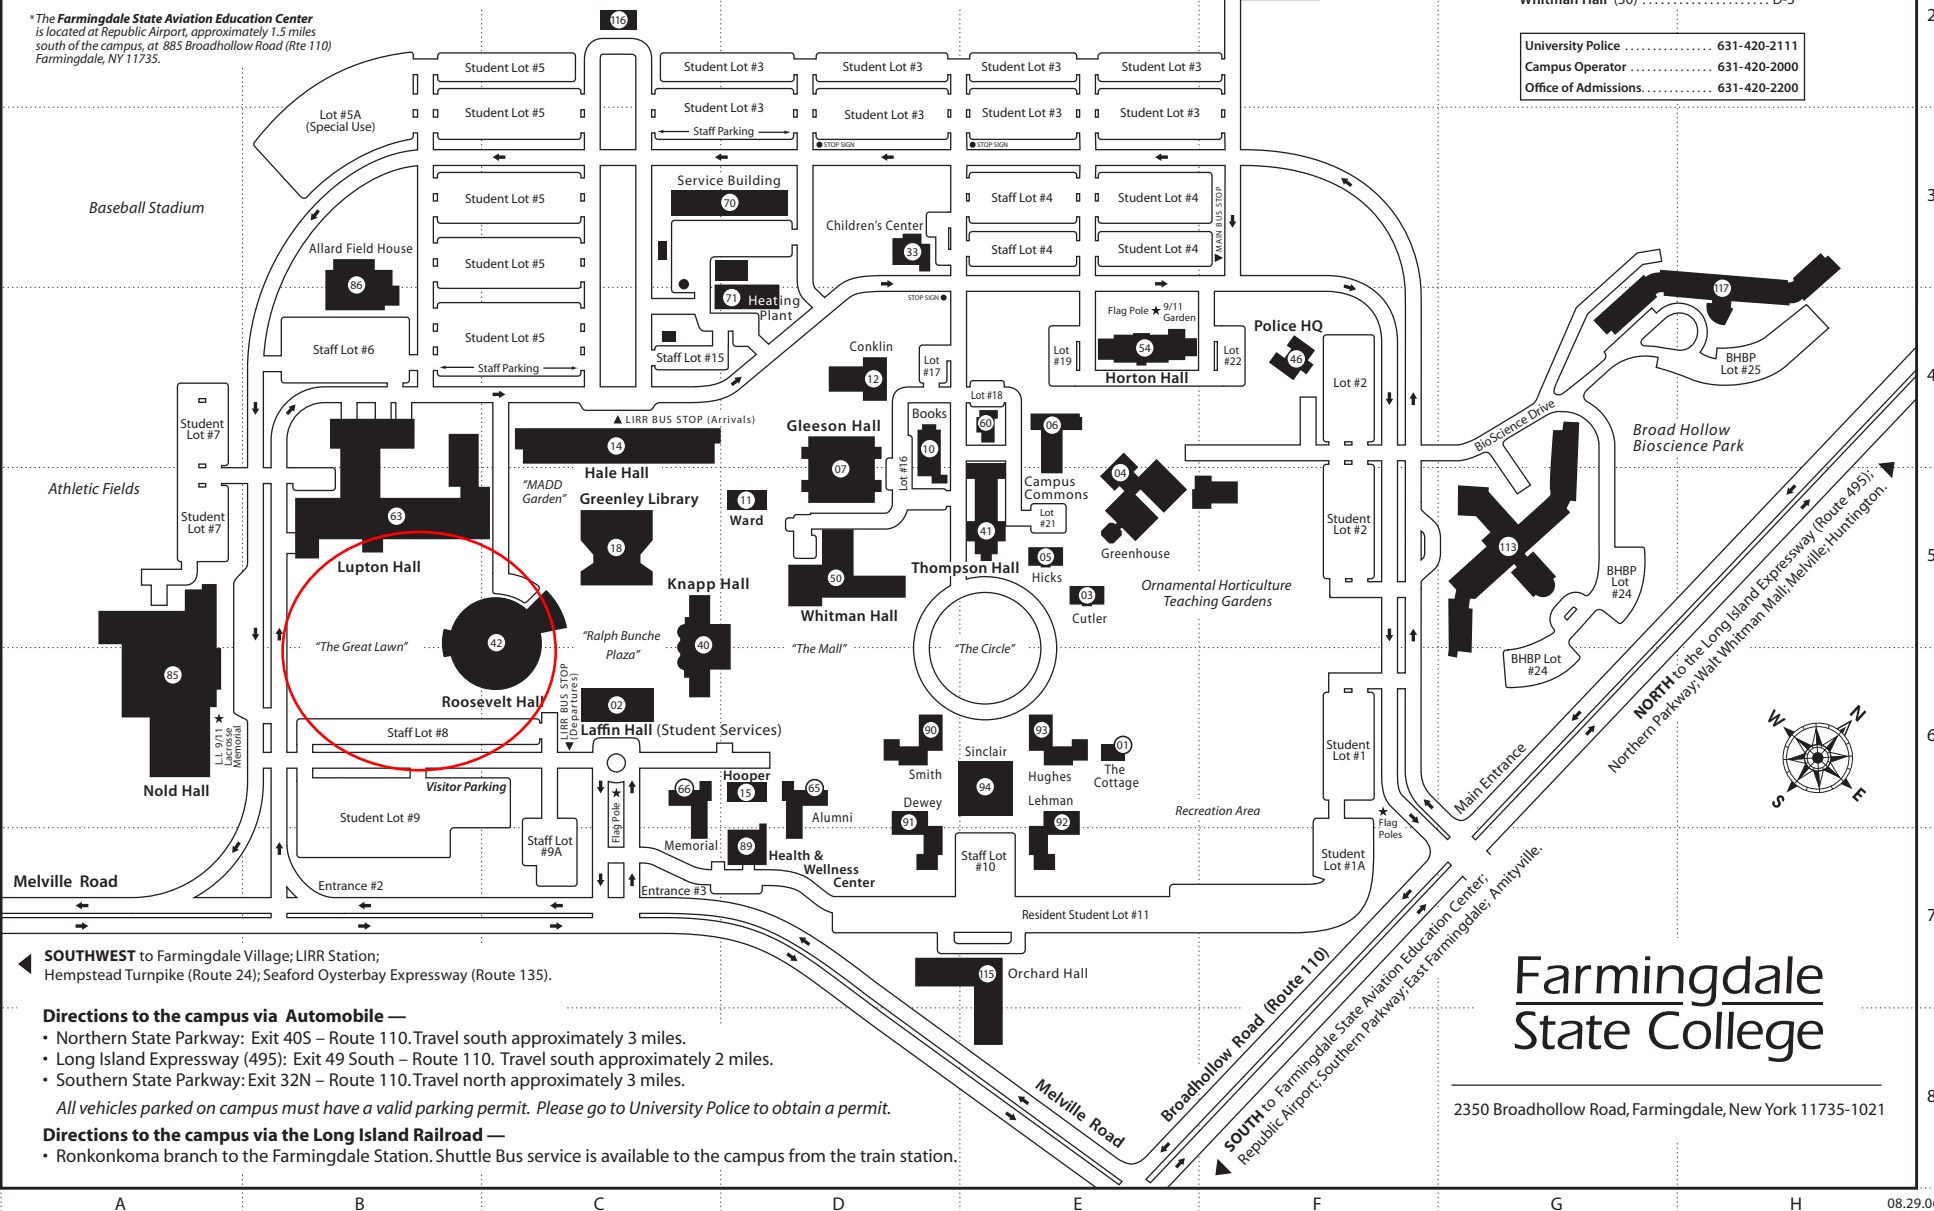 *The Farmingdale State Aviation Education Center
is located at Republic Airport, approximately 1.5 miles
south of the campus, at 885 Broadhollow Road (Rte 110)
Farmingdale, NY 11735.
116
2
University Police ............... 631-420-2111
Campus Operator .............. 631-420-2000
Office of Admissions............ 631-420-2200
Student Lot #5
Student Lot #3
Student Lot #3
Student Lot #3
Student Lot #3
Lot #5A
(Special Use)
Student Lot #5
Student Lot #3
Staff Parking
Student Lot #3
Student Lot #3
Student Lot #3
STOP SIGN
STOP SIGN
Baseball Stadium
Student Lot #5
Service Building
70
Staff Lot #4
Student Lot #4
MAIN BUS STOP
3
Children's Center
33
Allard Field House
86
Student Lot #5
Staff Lot #4
Student Lot #4
71
Heating
Plant
STOP SIGN
Flag Pole ★ 9/11
Garden
117
Staff Lot #6
Student Lot #5
Staff Parking
Staff Lot #15
Conklin
12
Lot
#17
Lot
#19
54
Horton Hall
Lot
#22
Police HQ
46
Lot #2
BHBP
Lot #25
4
Student
Lot #7
LIRR BUS STOP (Arrivals)
Gleeson Hall
07
Books
10
Lot #18
60
06
BioScience Drive
Broad Hollow
Bioscience Park
14
Hale Hall
Lot #16
Campus
Commons
04
Athletic Fields
Student
Lot #7
63
Lupton Hall
"MADD
Garden"
Greenley Library
18
11
Ward
41
Thompson Hall
Lot
#21
05
Hicks
Greenhouse
Student
Lot #2
113
BHBP
Lot
#24
5
Knapp Hall
40
50
Whitman Hall
03
Cutler
Ornamental Horticulture
Teaching Gardens
"The Great Lawn"
42
Roosevelt Hall
"Ralph Bunche
Plaza"
"The Mall"
"The Circle"
BHBP Lot
#24
85
Nold Hall
L.I. 9/11
Lacrosse
Memorial
LIRR BUS STOP
(Departures)
02
Laffin Hall (Student Services)
Staff Lot #8
90
Smith
Sinclair
94
93
Hughes
01
The
Cottage
Student
Lot #1
NORTH to the Long Island Expressway (Route 495);
Northern Parkway; Walt Whitman Mall; Melville; Huntington.
N
W
S
E
6
Visitor Parking
Student Lot #9
Flag Pole
66
Memorial
Hooper
15
65
Alumni
Dewey
91
Lehman
92
Recreation Area
Flag
Poles
Main Entrance
Staff Lot
#9A
89
Health &
Wellness
Center
Staff Lot
#10
Student
Lot #1A
Melville Road
Entrance #2
Entrance #3
Resident Student Lot #11
7
SOUTHWEST to Farmingdale Village; LIRR Station;
Hempstead Turnpike (Route 24); Seaford Oysterbay Expressway (Route 135).
115
Orchard Hall
Broadhollow Road (Route 110)
SOUTH to Farmingdale State Aviation Education Center;
Republic Airport; Southern Parkway; East Farmingdale; Amityville.
Farmingdale
State College
Directions to the campus via Automobile —
• Northern State Parkway: Exit 40S – Route 110. Travel south approximately 3 miles.
• Long Island Expressway (495): Exit 49 South – Route 110. Travel south approximately 2 miles.
• Southern State Parkway: Exit 32N – Route 110. Travel north approximately 3 miles.
All vehicles parked on campus must have a valid parking permit. Please go to University Police to obtain a permit.
Melville Road
2350 Broadhollow Road, Farmingdale, New York 11735-1021
8
Directions to the campus via the Long Island Railroad —
• Ronkonkoma branch to the Farmingdale Station. Shuttle Bus service is available to the campus from the train station.
A
B
C
D
E
F
G
H